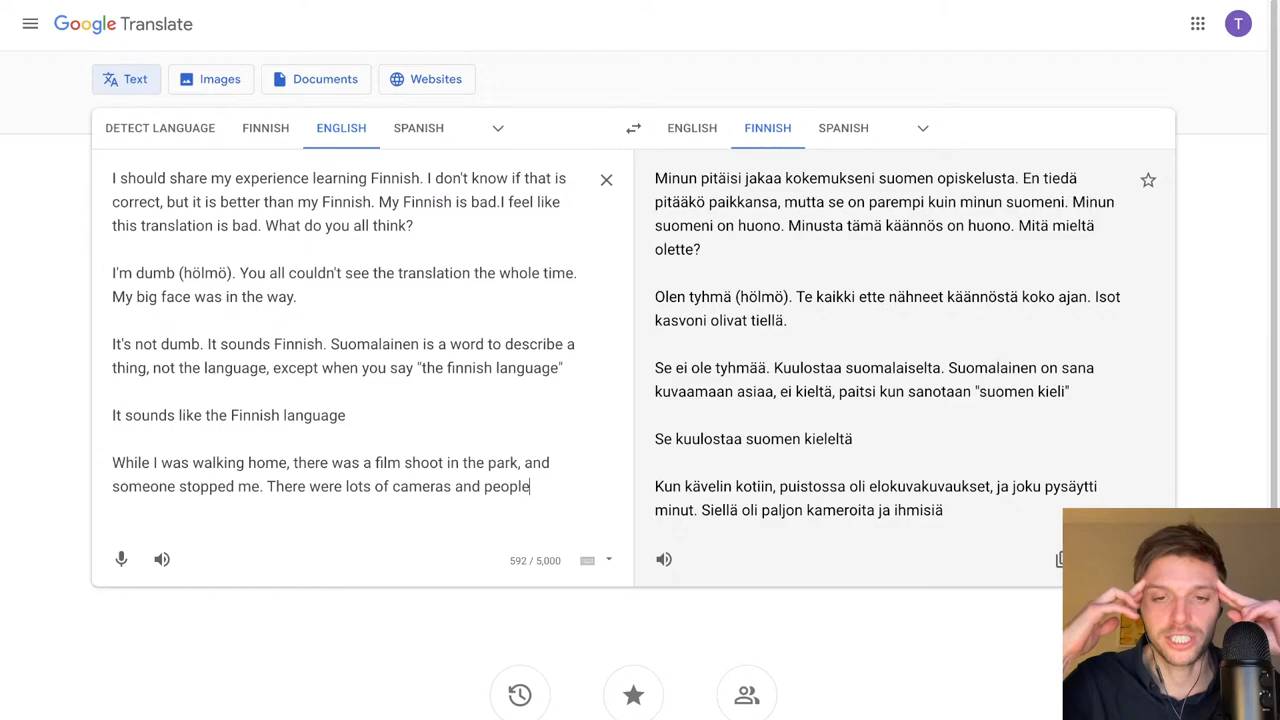 Google Translate
T
Text
Images
Documents
Websites
DETECT LANGUAGE
FINNISH
ENGLISH
SPANISH
ENGLISH
FINNISH
SPANISH
I should share my experience learning Finnish. I don't know if that is
correct, but it is better than my Finnish. My Finnish is bad.I feel like
this translation is bad. What do you all think?
I'm dumb (hölmö). You all couldn't see the translation the whole time.
My big face was in the way.
It's not dumb. It sounds Finnish. Suomalainen is a word to describe a
thing, not the language, except when you say "the finnish language"
It sounds like the Finnish language
While I was walking home, there was a film shoot in the park, and
someone stopped me. There were lots of cameras and people
592 / 5,000
Minun pitäisi jakaa kokemukseni suomen opiskelusta. En tiedä
pitääkö paikkansa, mutta se on parempi kuin minun suomeni. Minun
suomeni on huono. Minusta tämä käännös on huono. Mitä mieltä
olette?
Olen tyhmä (hölmö). Te kaikki ette nähneet käännöstä koko ajan. Isot
kasvoni olivat tiellä.
Se ei ole tyhmää. Kuulostaa suomalaiselta. Suomalainen on sana
kuvaamaan asiaa, ei kieltä, paitsi kun sanotaan "suomen kieli"
Se kuulostaa suomen kieleltä
Kun kävelin kotiin, puistossa oli elokuvakuvaukset, ja joku pysäytti
minut. Siellä oli paljon kameroita ja ihmisiä